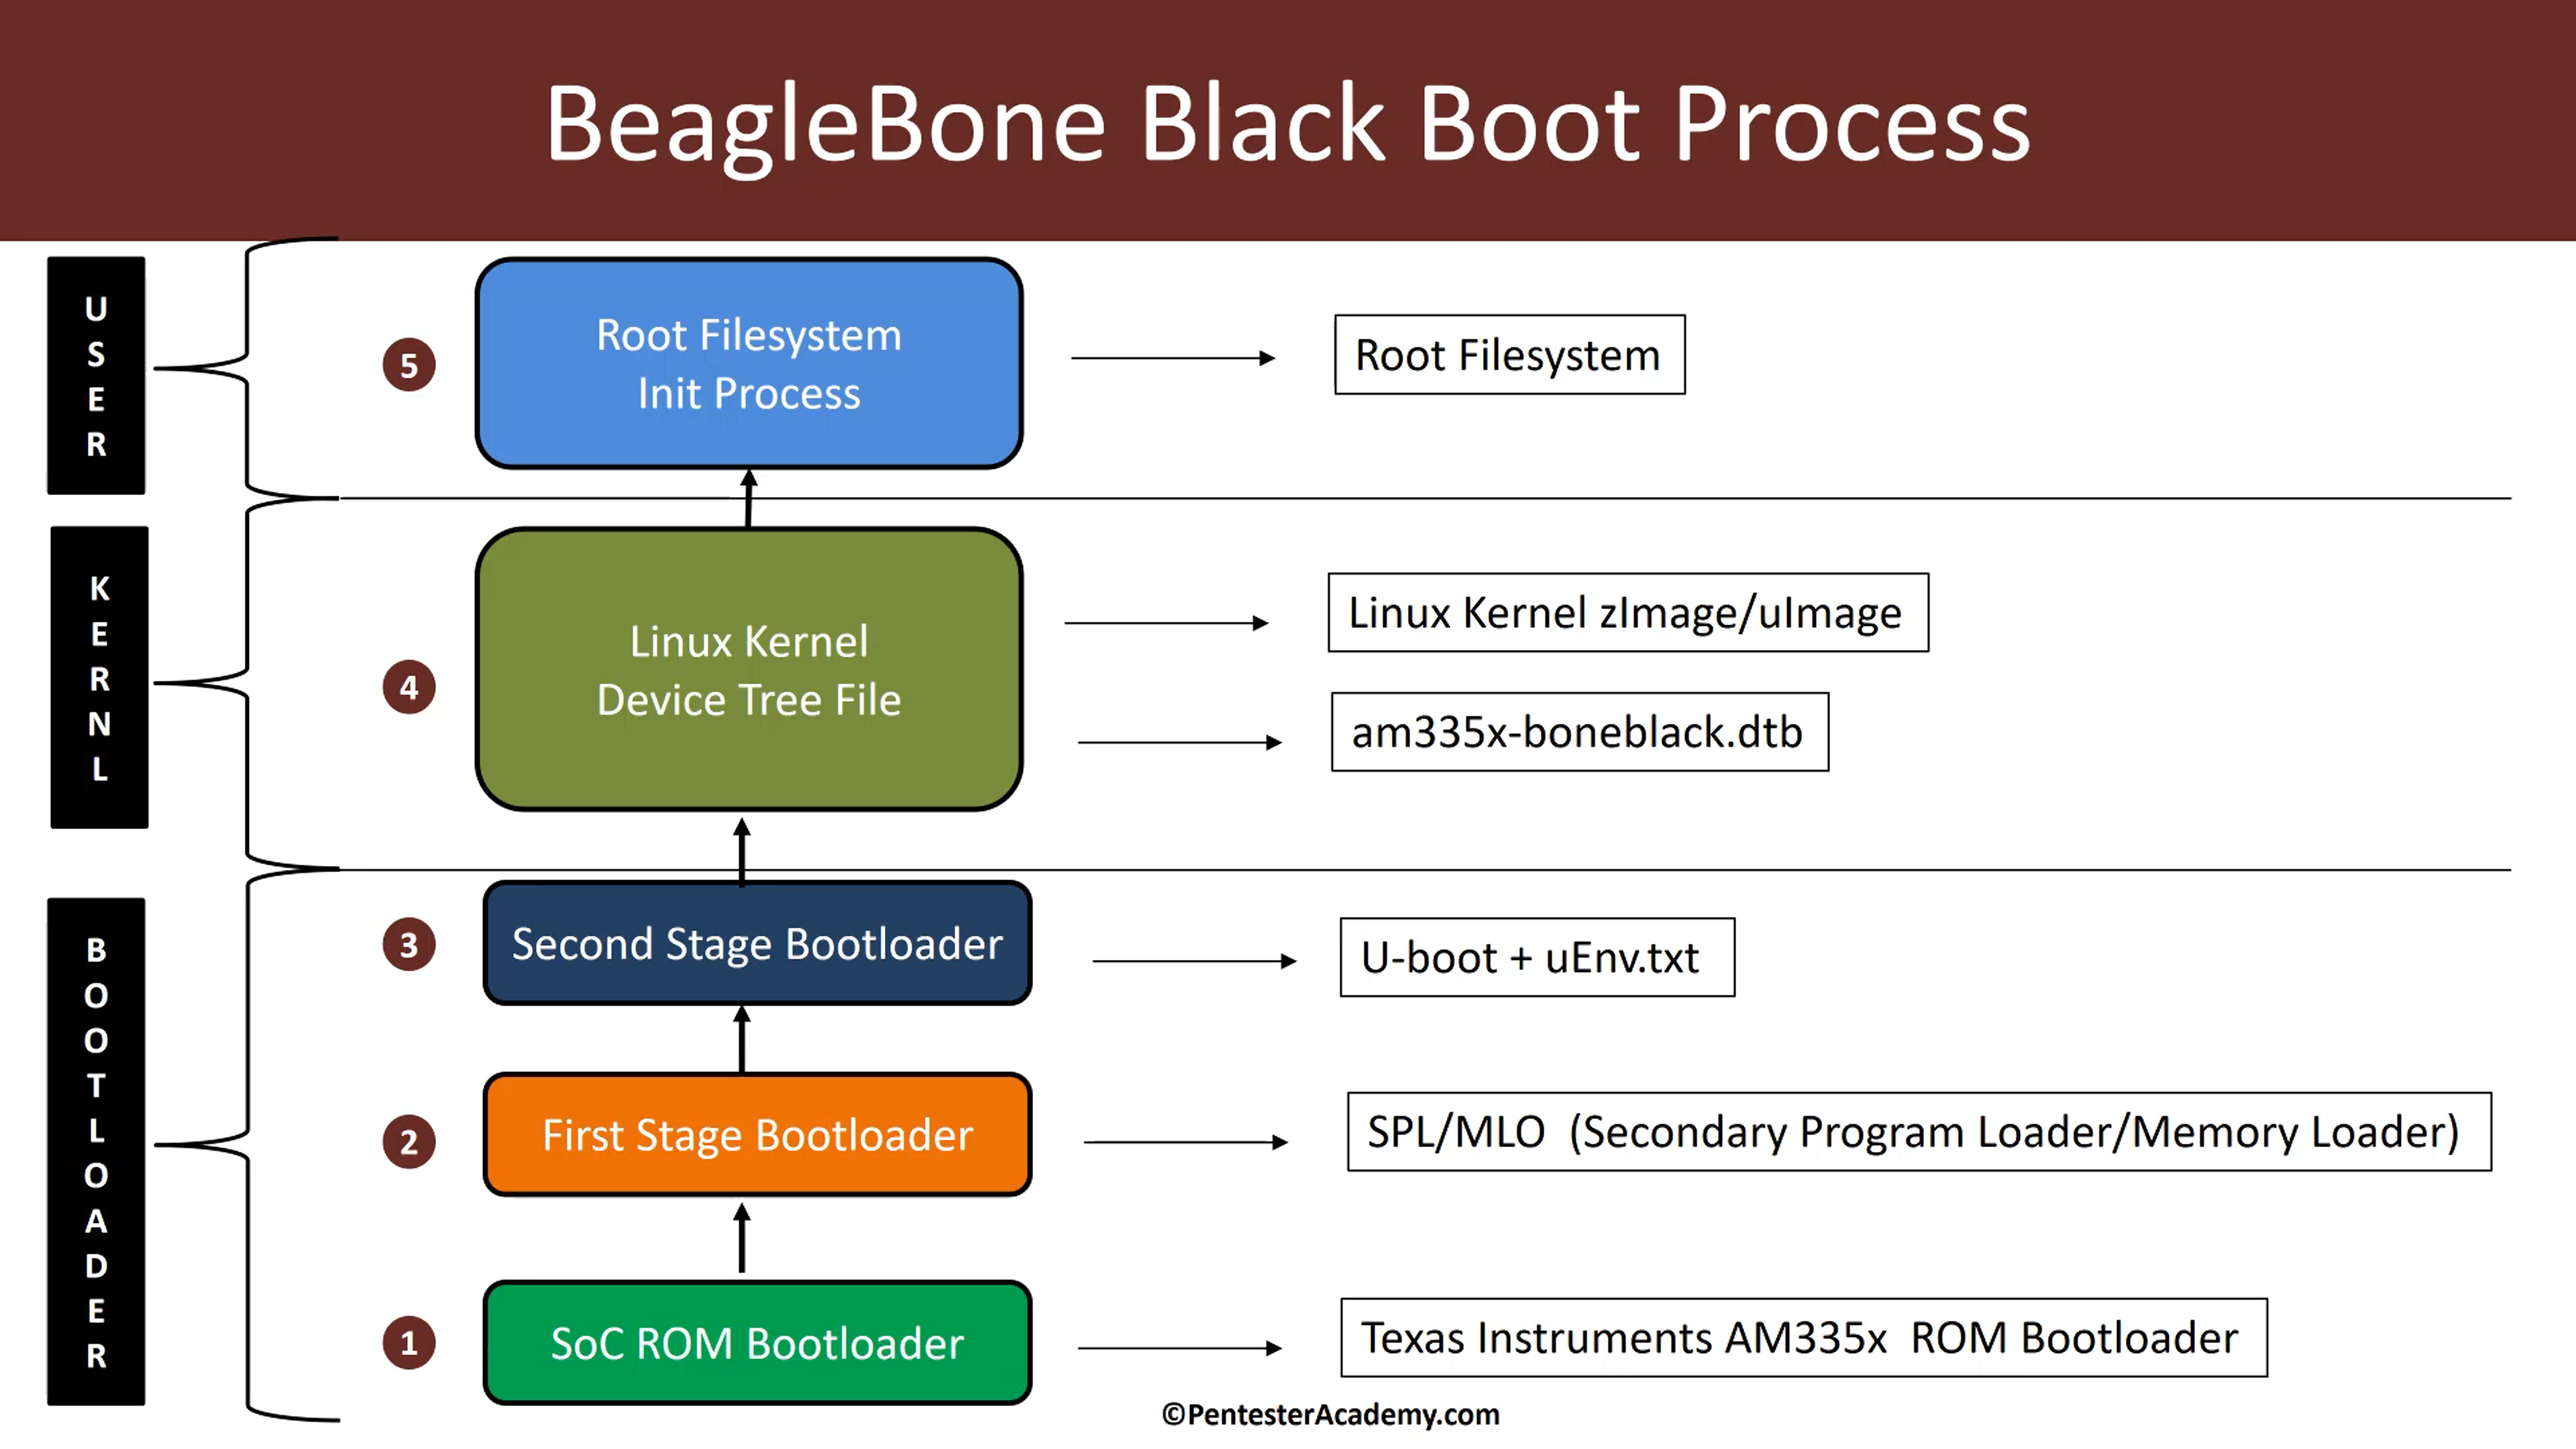 BeagleBone Black Boot Process
USER
5
Root Filesystem
Init Process
Root Filesystem
KERNL
4
Linux Kernel
Device Tree File
Linux Kernel zImage/uImage
am335x-boneblack.dtb
BOOTLOADER
3
Second Stage Bootloader
U-boot + uEnv.txt
2
First Stage Bootloader
SPL/MLO (Secondary Program Loader/Memory Loader)
1
SoC ROM Bootloader
Texas Instruments AM335x ROM Bootloader
©PentesterAcademy.com